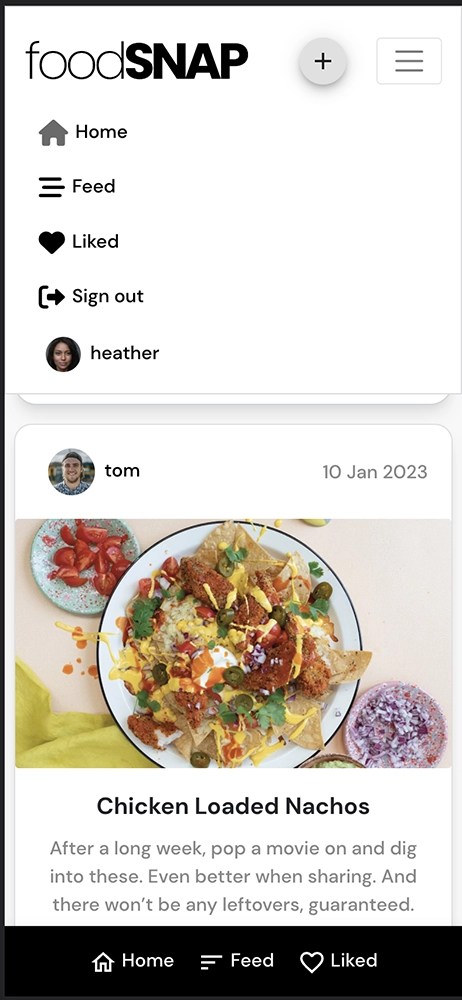 foodSNAP
+
Home
Feed
Liked
Sign out
heather
tom
10 Jan 2023
Chicken Loaded Nachos
After a long week, pop a movie on and dig
into these. Even better when sharing. And
there won’t be any leftovers, guaranteed.
Home Feed Liked